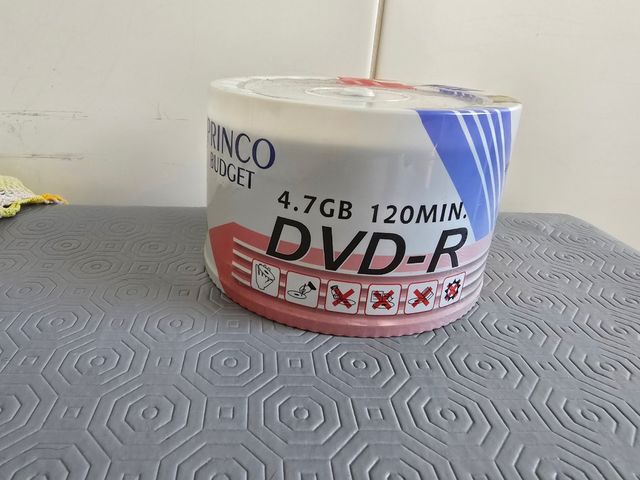 PRINCO
BUDGET
4.7GB 120MIN.
DVD-R